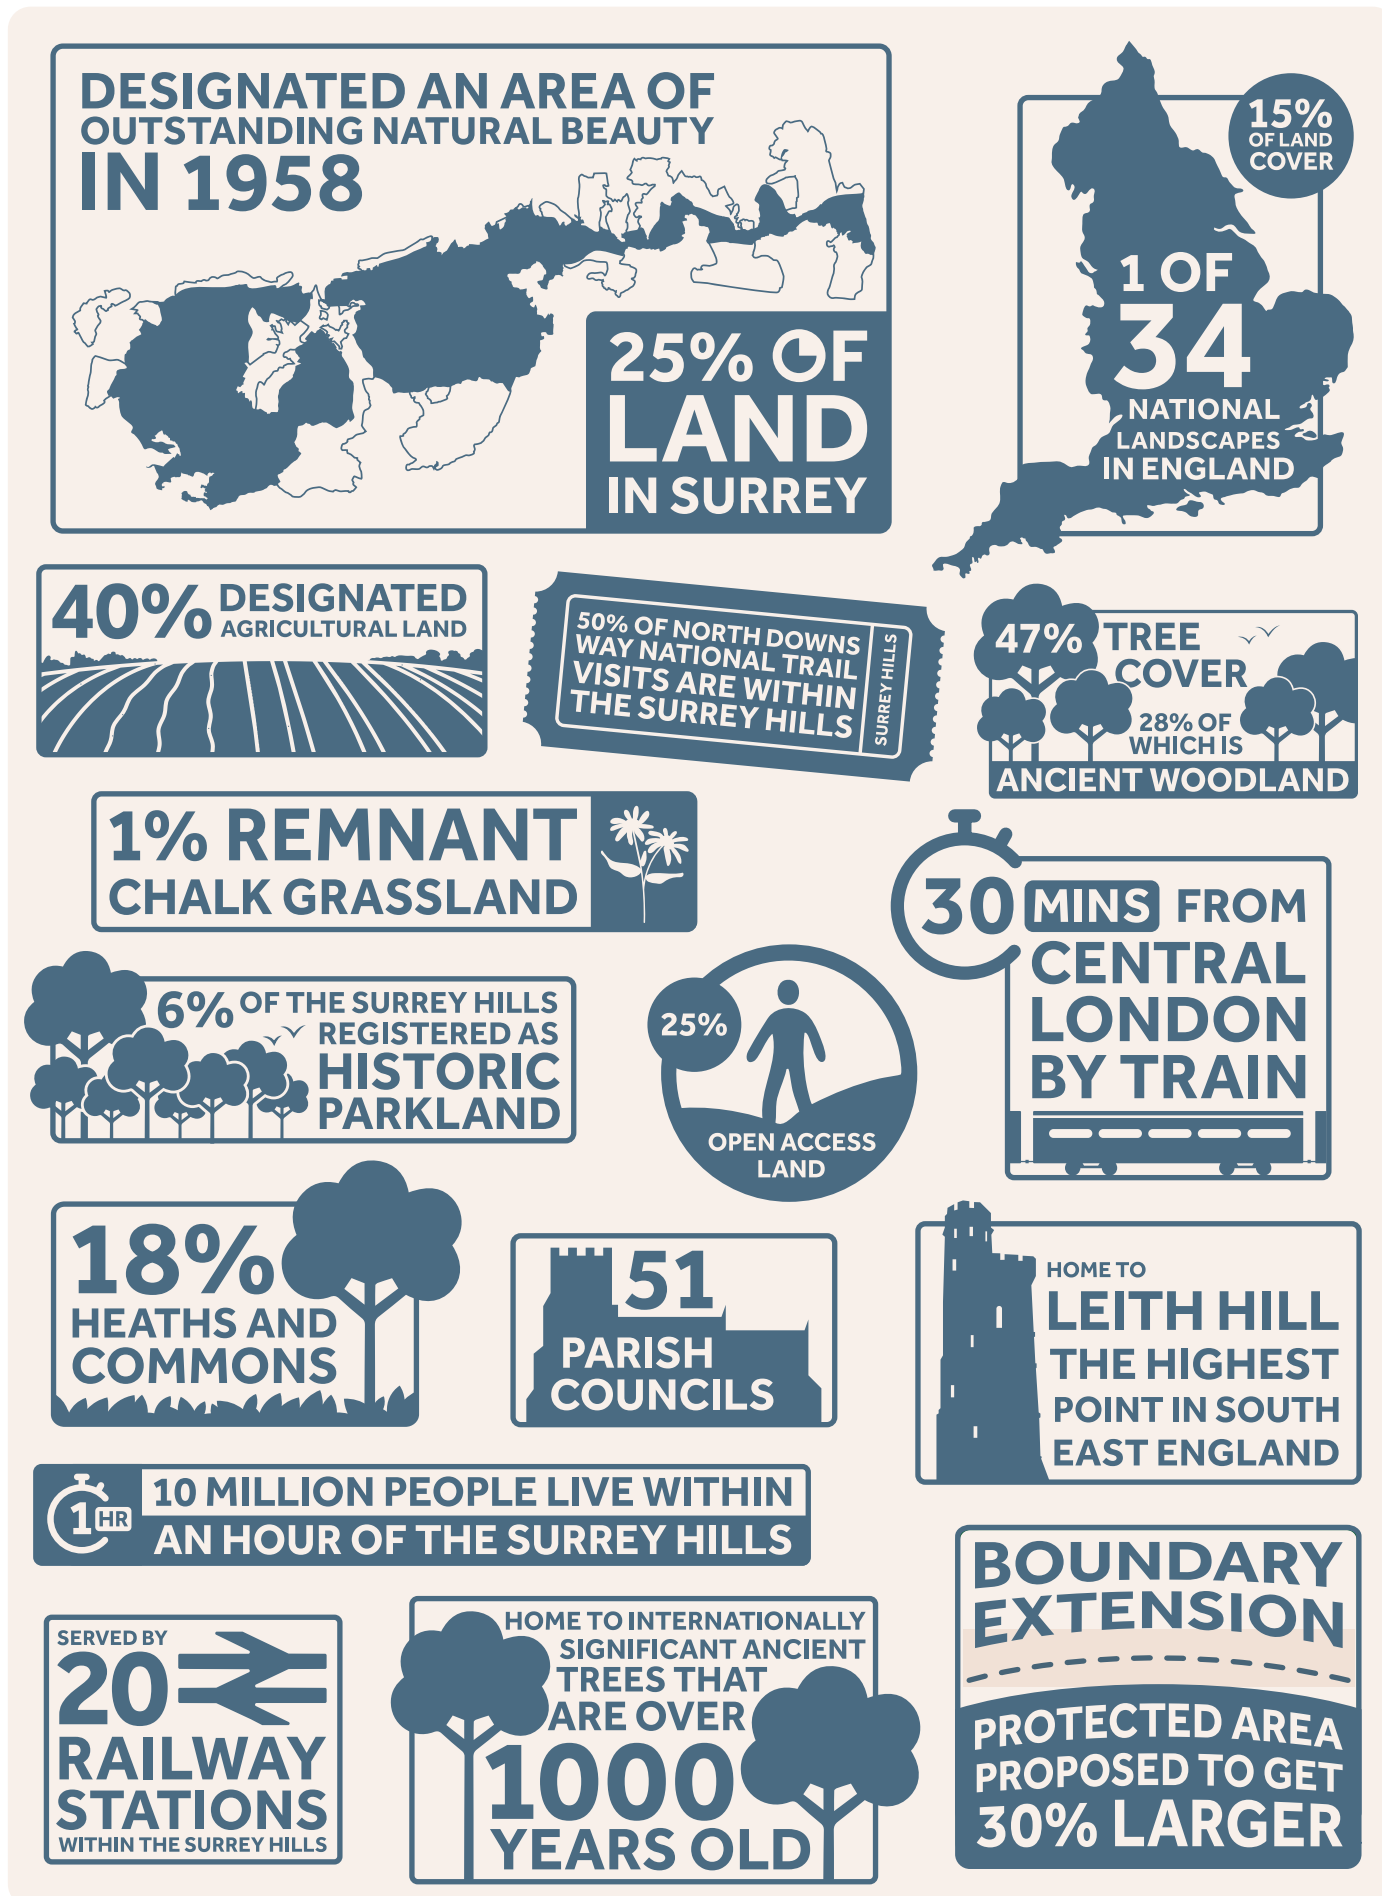 DESIGNATED AN AREA OF
OUTSTANDING NATURAL BEAUTY
IN 1958
25% OF
LAND
IN SURREY
15%
OF LAND
COVER
1 OF
34
NATIONAL
LANDSCAPES
IN ENGLAND
40% DESIGNATED
AGRICULTURAL LAND
50% OF NORTH DOWNS
WAY NATIONAL TRAIL
VISITS ARE WITHIN
THE SURREY HILLS
SURREY HILLS
47% TREE
COVER
28% OF
WHICH IS
ANCIENT WOODLAND
1% REMNANT
CHALK GRASSLAND
30 MINS FROM
CENTRAL
LONDON
BY TRAIN
6% OF THE SURREY HILLS
REGISTERED AS
HISTORIC
PARKLAND
25%
OPEN ACCESS
LAND
18%
HEATHS AND
COMMONS
51
PARISH
COUNCILS
HOME TO
LEITH HILL
THE HIGHEST
POINT IN SOUTH
EAST ENGLAND
1 HR
10 MILLION PEOPLE LIVE WITHIN
AN HOUR OF THE SURREY HILLS
SERVED BY
20
RAILWAY
STATIONS
WITHIN THE SURREY HILLS
HOME TO INTERNATIONALLY
SIGNIFICANT ANCIENT
TREES THAT
ARE OVER
1000
YEARS OLD
BOUNDARY
EXTENSION
PROTECTED AREA
PROPOSED TO GET
30% LARGER